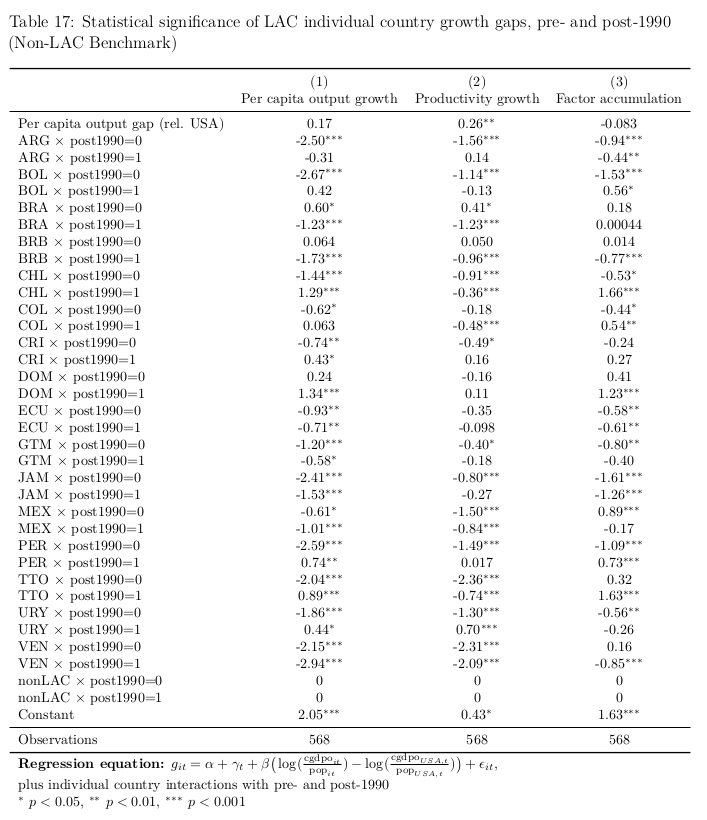 Table 17: Statistical significance of LAC individual country growth gaps, pre- and post-1990
(Non-LAC Benchmark)
(1) (2) (3)
Per capita output growth Productivity growth Factor accumulation
Per capita output gap (rel. USA) 0.17 0.26** -0.083
ARG × post1990=0 -2.50*** -1.56*** -0.94***
ARG × post1990=1 -0.31 0.14 -0.44**
BOL × post1990=0 -2.67*** -1.14*** -1.53***
BOL × post1990=1 0.42 -0.13 0.56*
BRA × post1990=0 0.60* 0.41* 0.18
BRA × post1990=1 -1.23*** -1.23*** 0.00044
BRB × post1990=0 0.064 0.050 0.014
BRB × post1990=1 -1.73*** -0.96*** -0.77***
CHL × post1990=0 -1.44*** -0.91*** -0.53*
CHL × post1990=1 1.29*** -0.36*** 1.66***
COL × post1990=0 -0.62* -0.18 -0.44*
COL × post1990=1 0.063 -0.48*** 0.54**
CRI × post1990=0 -0.74** -0.49* -0.24
CRI × post1990=1 0.43* 0.16 0.27
DOM × post1990=0 0.24 -0.16 0.41
DOM × post1990=1 1.34*** 0.11 1.23***
ECU × post1990=0 -0.93** -0.35 -0.58**
ECU × post1990=1 -0.71** -0.098 -0.61**
GTM × post1990=0 -1.20*** -0.40* -0.80**
GTM × post1990=1 -0.58* -0.18 -0.40
JAM × post1990=0 -2.41*** -0.80*** -1.61***
JAM × post1990=1 -1.53*** -0.27 -1.26***
MEX × post1990=0 -0.61* -1.50*** 0.89***
MEX × post1990=1 -1.01*** -0.84*** -0.17
PER × post1990=0 -2.59*** -1.49*** -1.09***
PER × post1990=1 0.74** 0.017 0.73***
TTO × post1990=0 -2.04*** -2.36*** 0.32
TTO × post1990=1 0.89*** -0.74*** 1.63***
URY × post1990=0 -1.86*** -1.30*** -0.56**
URY × post1990=1 0.44* 0.70*** -0.26
VEN × post1990=0 -2.15*** -2.31*** 0.16
VEN × post1990=1 -2.94*** -2.09*** -0.85***
nonLAC × post1990=0 0 0 0
nonLAC × post1990=1 0 0 0
Constant 2.05*** 0.43* 1.63***
Observations 568 568 568
Regression equation: g_{it} = α + γ_t + β(log(cgdpo_{it}/pop_{it}) − log(cgdpo_{USA,t}/pop_{USA,t})) + ε_{it},
plus individual country interactions with pre- and post-1990
* p < 0.05, ** p < 0.01, *** p < 0.001